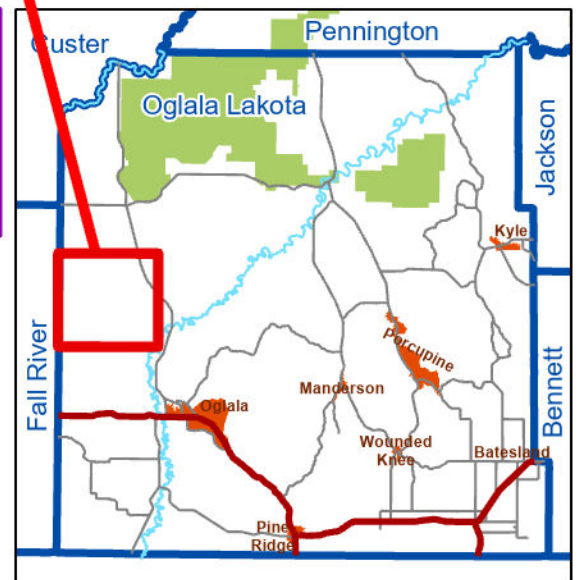 Custer
Pennington
Oglala Lakota
Jackson
Kyle
Fall River
Porcupine
Manderson
Oglala
Bennett
Wounded
Knee
Batesland
Pine
Ridge